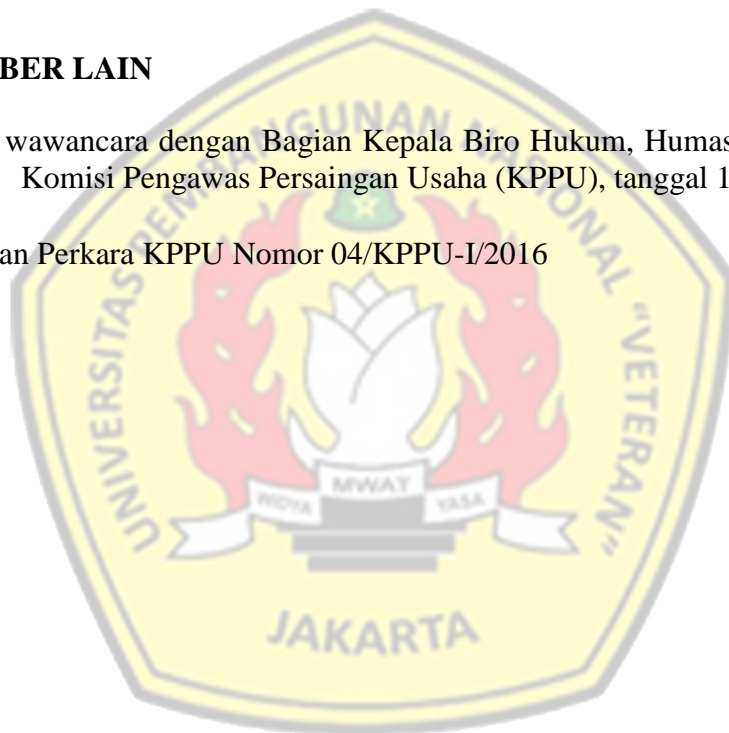 BER LAIN
wawancara dengan Bagian Kepala Biro Hukum, Humas
Komisi Pengawas Persaingan Usaha (KPPU), tanggal 1
an Perkara KPPU Nomor 04/KPPU-I/2016
UNIVERSITAS PEMBANGUNAN NASIONAL "VETERAN"
WIDYA MWAT YASA
JAKARTA